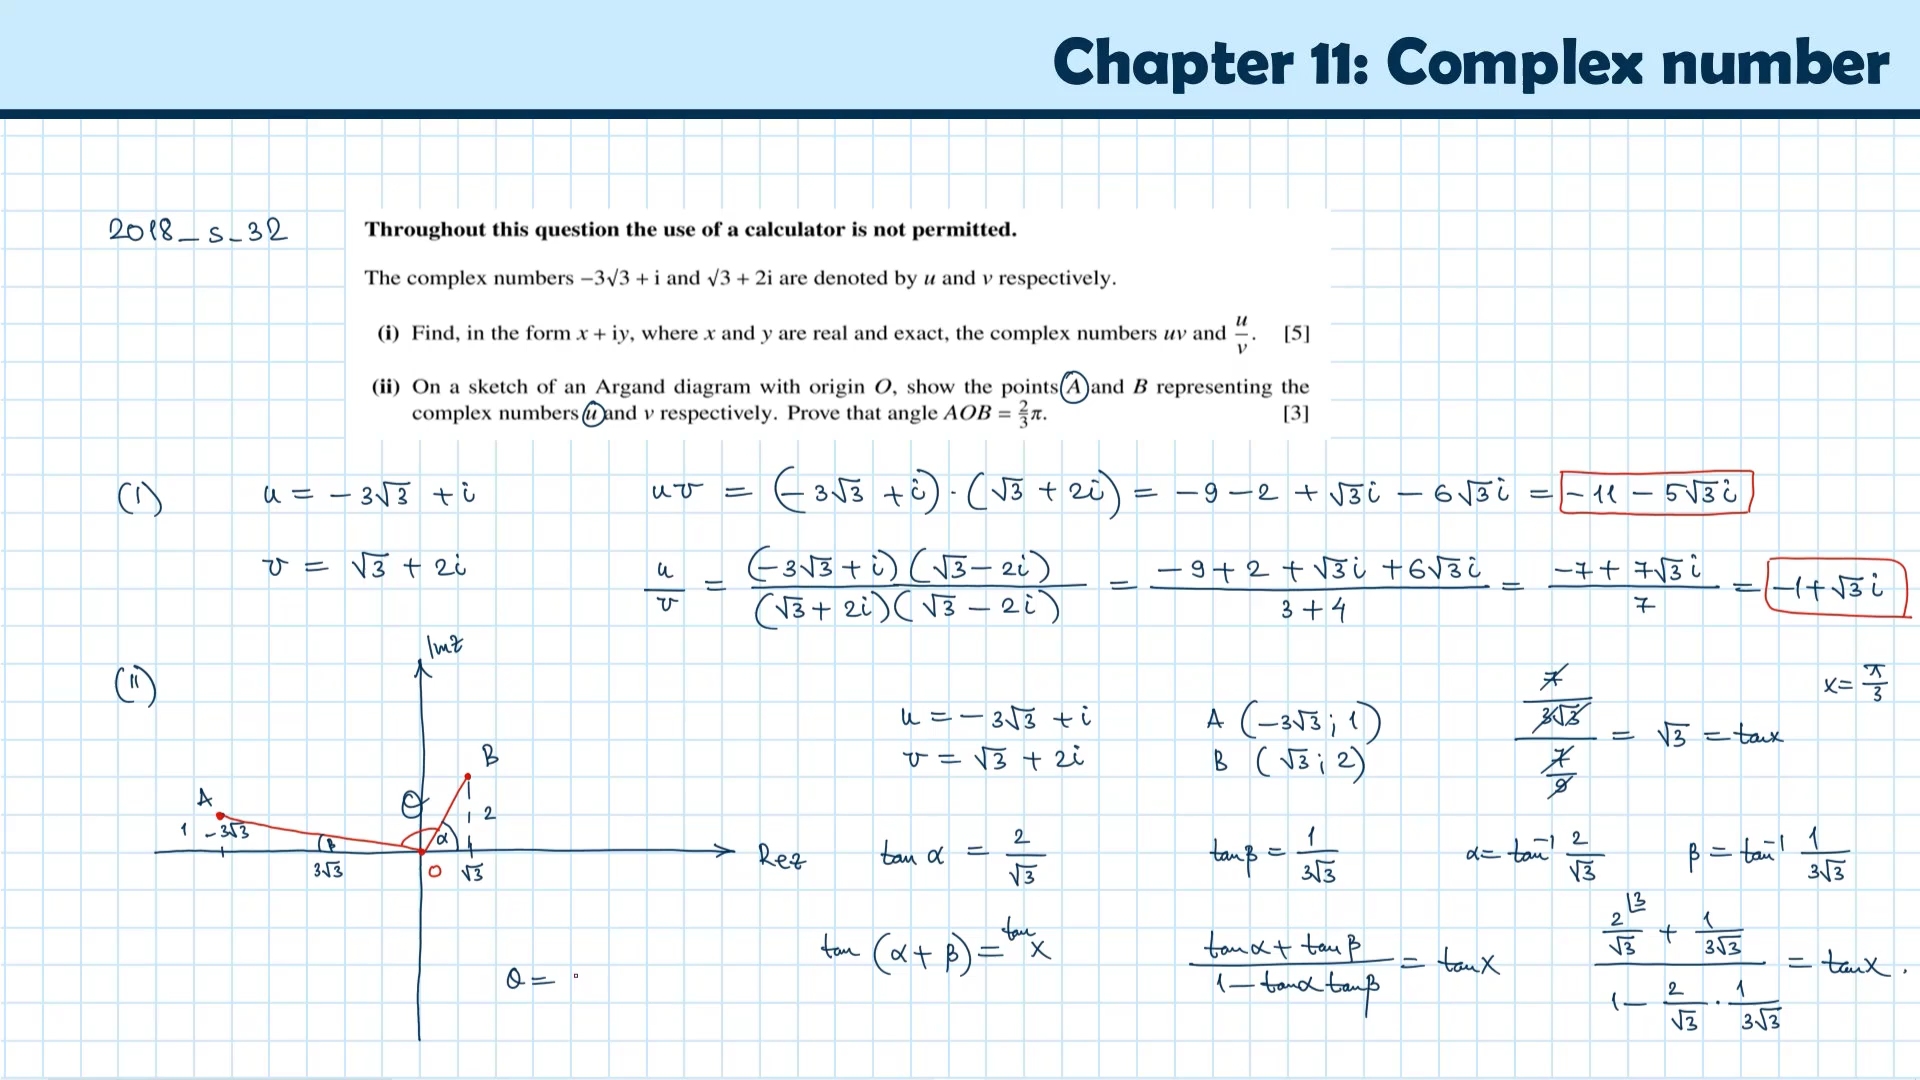 Chapter 11: Complex number
2018_s_32
Throughout this question the use of a calculator is not permitted.
The complex numbers −3√3 + i and √3 + 2i are denoted by u and v respectively.
(i) Find, in the form x + iy, where x and y are real and exact, the complex numbers uv and u/v. [5]
(ii) On a sketch of an Argand diagram with origin O, show the points A and B representing the
complex numbers u and v respectively. Prove that angle AOB = 2/3 π. [3]
(i) u = −3√3 + i
uv = (−3√3 + i)·(√3 + 2i) = −9 − 2 + √3i − 6√3i = −11 − 5√3i
v = √3 + 2i
u/v = (−3√3 + i)(√3 − 2i) / (√3 + 2i)(√3 − 2i) = (−9 + 2 + √3i + 6√3i) / (3 + 4) = (−7 + 7√3i) / 7 = −1 + √3i
(ii)
Imz
B
A
θ
2
1
−3√3
β
α
3√3
O
√3
Rez
θ =
u = −3√3 + i
v = √3 + 2i
A (−3√3; 1)
B (√3; 2)
(7/3√3) / (7/9) = √3 = tanx
x = π/3
tan α = 2/√3
tanβ = 1/3√3
α = tan⁻¹ 2/√3
β = tan⁻¹ 1/3√3
tan (α + β) = tan x
(tanα + tanβ) / (1 − tanα tanβ) = tanx
(2/√3 ⌊3 + 1/3√3) / (1 − 2/√3 · 1/3√3) = tanx.